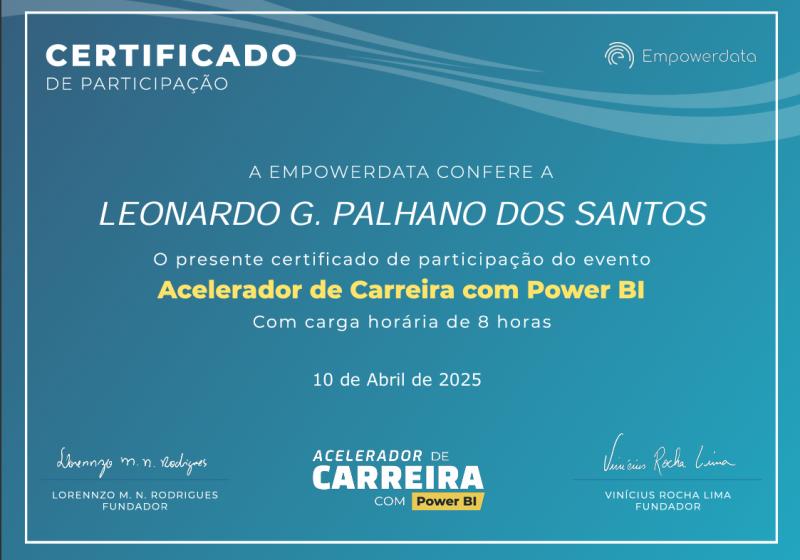 CERTIFICADO
DE PARTICIPAÇÃO
Empowerdata
A EMPOWERDATA CONFERE A
LEONARDO G. PALHANO DOS SANTOS
O presente certificado de participação do evento
Acelerador de Carreira com Power BI
Com carga horária de 8 horas
10 de Abril de 2025
Lorennzo M. N. Rodrigues
LORENNZO M. N. RODRIGUES
FUNDADOR
ACELERADOR DE
CARREIRA
COM Power BI
Vinícius Rocha Lima
VINÍCIUS ROCHA LIMA
FUNDADOR